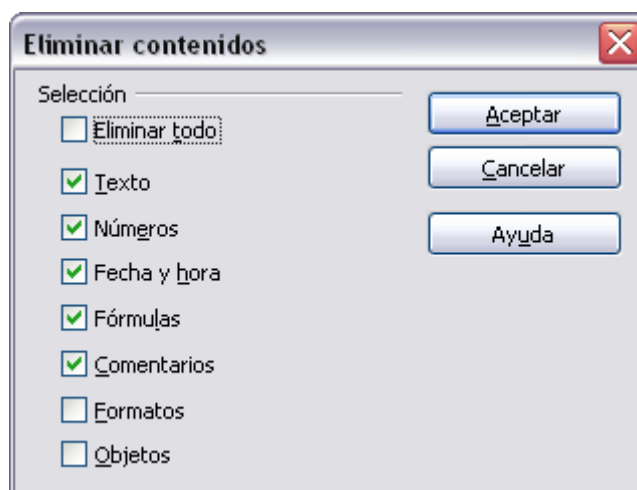 Eliminar contenidos
Selección
Eliminar todo
Texto
Números
Fecha y hora
Fórmulas
Comentarios
Formatos
Objetos
Aceptar
Cancelar
Ayuda